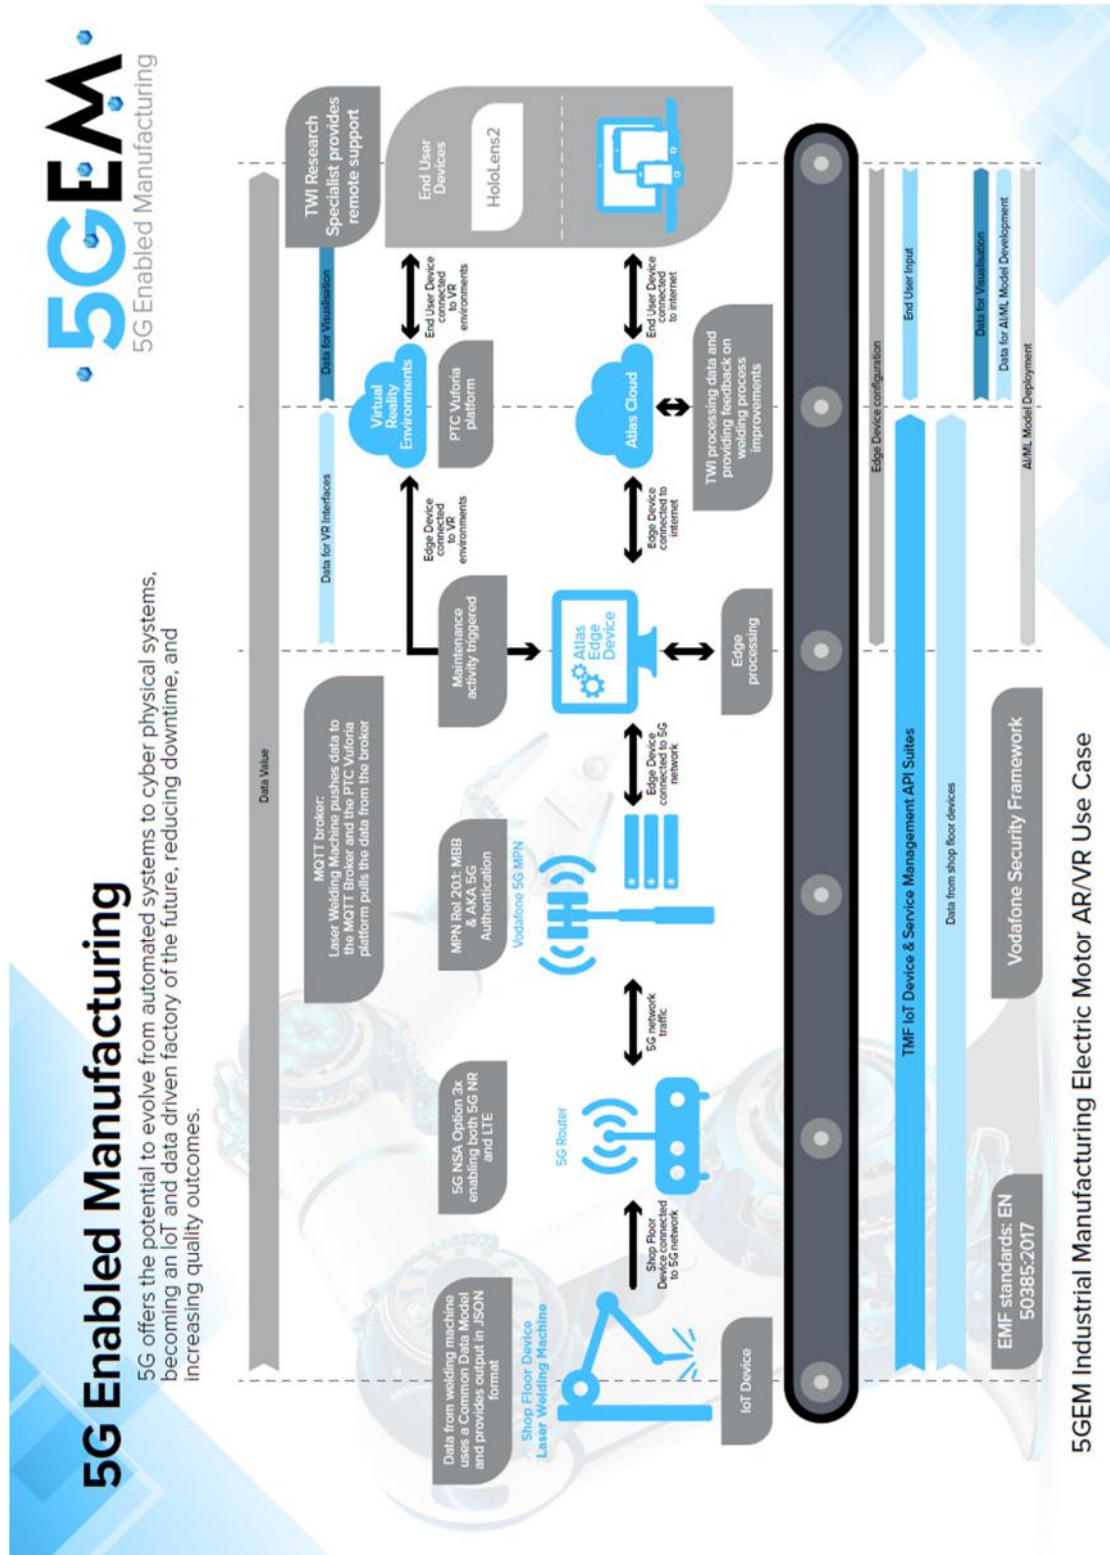 5G Enabled Manufacturing
5G offers the potential to evolve from automated systems to cyber physical systems,
becoming an IoT and data driven factory of the future, reducing downtime, and
increasing quality outcomes.
5GEM
5G Enabled Manufacturing
Data Value
Data for VR Interfaces
Data for Visualisation
TWI Research
Specialist provides
remote support
MQTT broker:
Laser Welding Machine pushes data to
the MQTT Broker and the PTC Vuforia
platform pulls the data from the broker
Data from welding machine
uses a Common Data Model
and provides output in JSON
format
5G NSA Option 3x
enabling both 5G NR
and LTE
MPN Rel 20.1: MBB
& AKA 5G
Authentication
Maintenance
activity triggered
Edge Device
connected
to VR
environments
Virtual
Reality
Environments
PTC Vuforia
platform
End User Device
connected
to VR
environments
End User
Devices
HoloLens2
Shop Floor Device
Laser Welding Machine
Shop Floor
Device connected
to 5G network
5G Router
5G network
traffic
Vodafone 5G MPN
Edge Device
connected to 5G
network
Atlas
Edge
Device
Edge Device
connected to
internet
Atlas Cloud
End User Device
connected
to internet
IoT Device
Edge
processing
TWI processing data and
providing feedback on
welding process
improvements
Edge Device configuration
TMF IoT Device & Service Management API Suites
End User Input
Data from shop floor devices
Data for Visualisation
Data for AI/ML Model Development
AI/ML Model Deployment
EMF standards: EN
50385:2017
Vodafone Security Framework
5GEM Industrial Manufacturing Electric Motor AR/VR Use Case